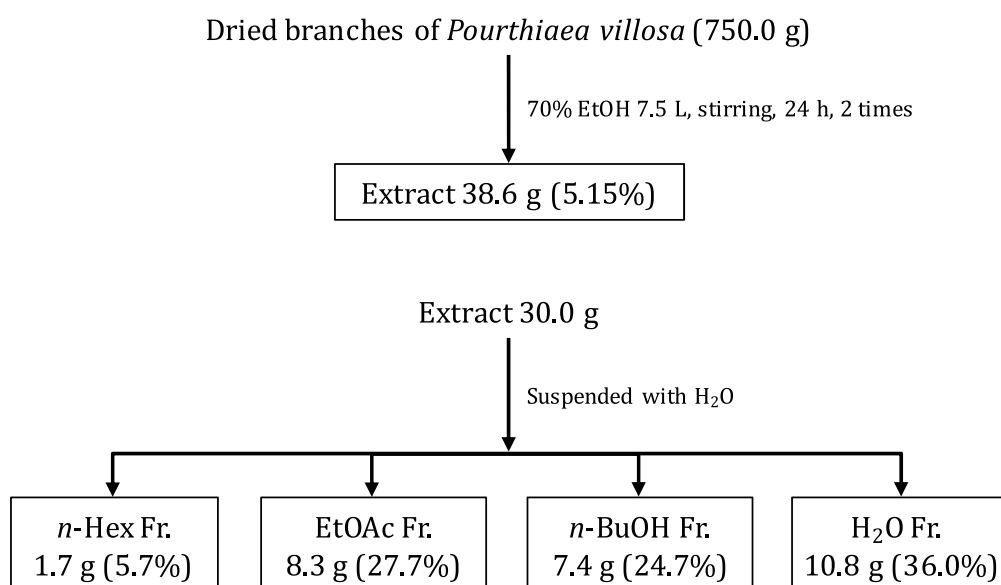 Dried branches of Pourthiaea villosa (750.0 g)
70% EtOH 7.5 L, stirring, 24 h, 2 times
Extract 38.6 g (5.15%)
Extract 30.0 g
Suspended with H₂O
n-Hex Fr.
1.7 g (5.7%)
EtOAc Fr.
8.3 g (27.7%)
n-BuOH Fr.
7.4 g (24.7%)
H₂O Fr.
10.8 g (36.0%)